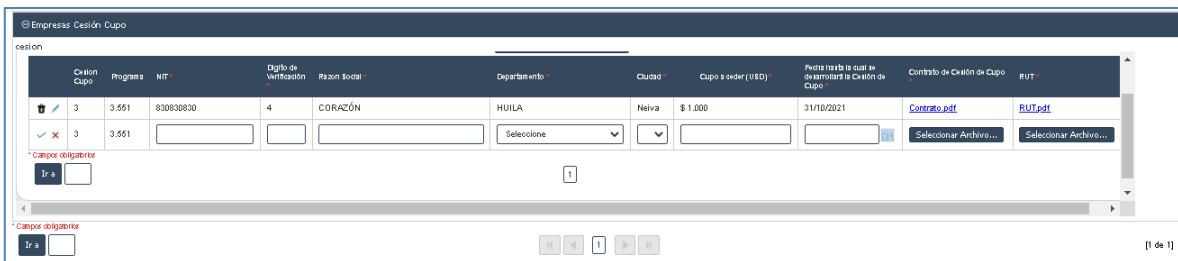 Empresas Cesión Cupo
cesion
Cesion Cupo Programa NIT* Digito de Verificación* Razon Social* Departamento* Ciudad* Cupo a ceder (USD)* Fecha hasta la cual se desarrollará la Cesión de Cupo* Contrato de Cesión de Cupo* RUT*
3 3.551 830830830 4 CORAZÓN HUILA Neiva $ 1.000 31/10/2021 Contrato.pdf RUT.pdf
3 3.551 Seleccione Seleccionar Archivo... Seleccionar Archivo...
* Campos obligatorios
Ir a 1
* Campos obligatorios
Ir a 1 [1 de 1]